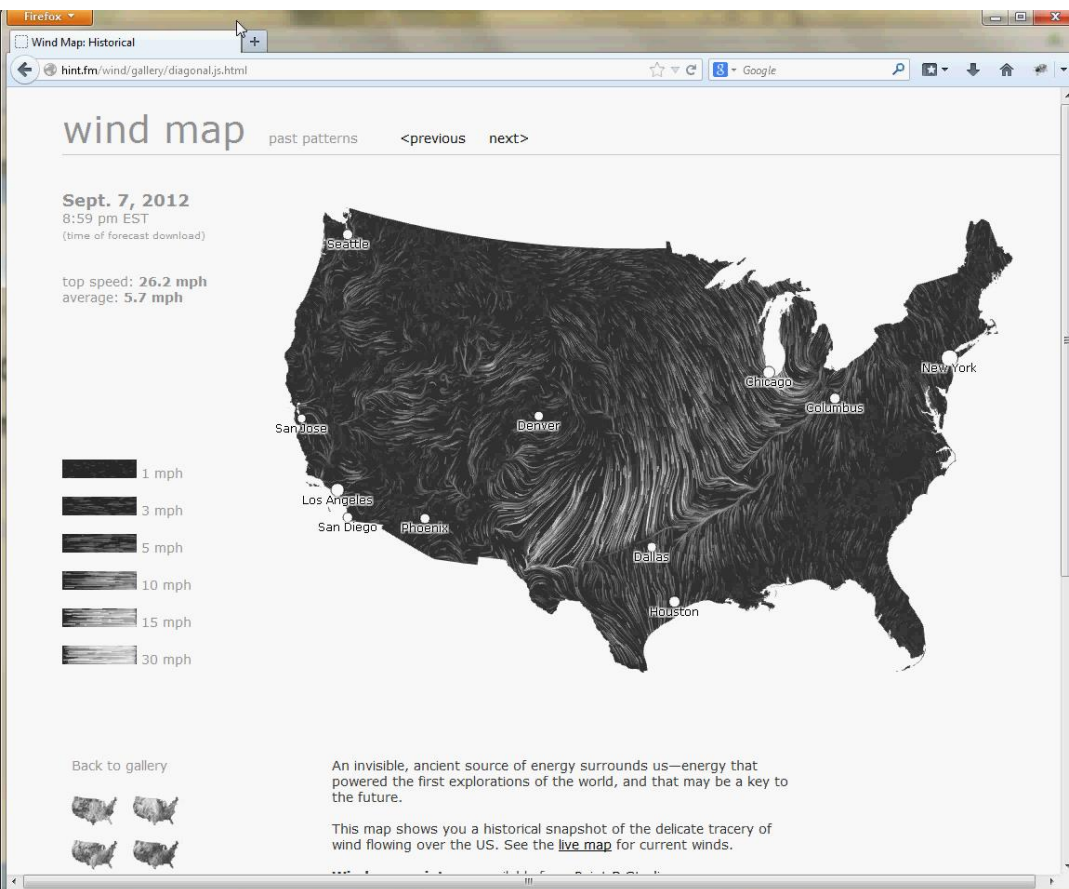 Firefox
Wind Map: Historical
hint.fm/wind/gallery/diagonal.js.html
Google
wind map
past patterns
<previous
next>
Sept. 7, 2012
8:59 pm EST
(time of forecast download)
top speed: 26.2 mph
average: 5.7 mph
Seattle
New York
Chicago
Columbus
Denver
San Jose
Los Angeles
San Diego
Phoenix
Dallas
Houston
1 mph
3 mph
5 mph
10 mph
15 mph
30 mph
Back to gallery
An invisible, ancient source of energy surrounds us—energy that
powered the first explorations of the world, and that may be a key to
the future.
This map shows you a historical snapshot of the delicate tracery of
wind flowing over the US. See the live map for current winds.